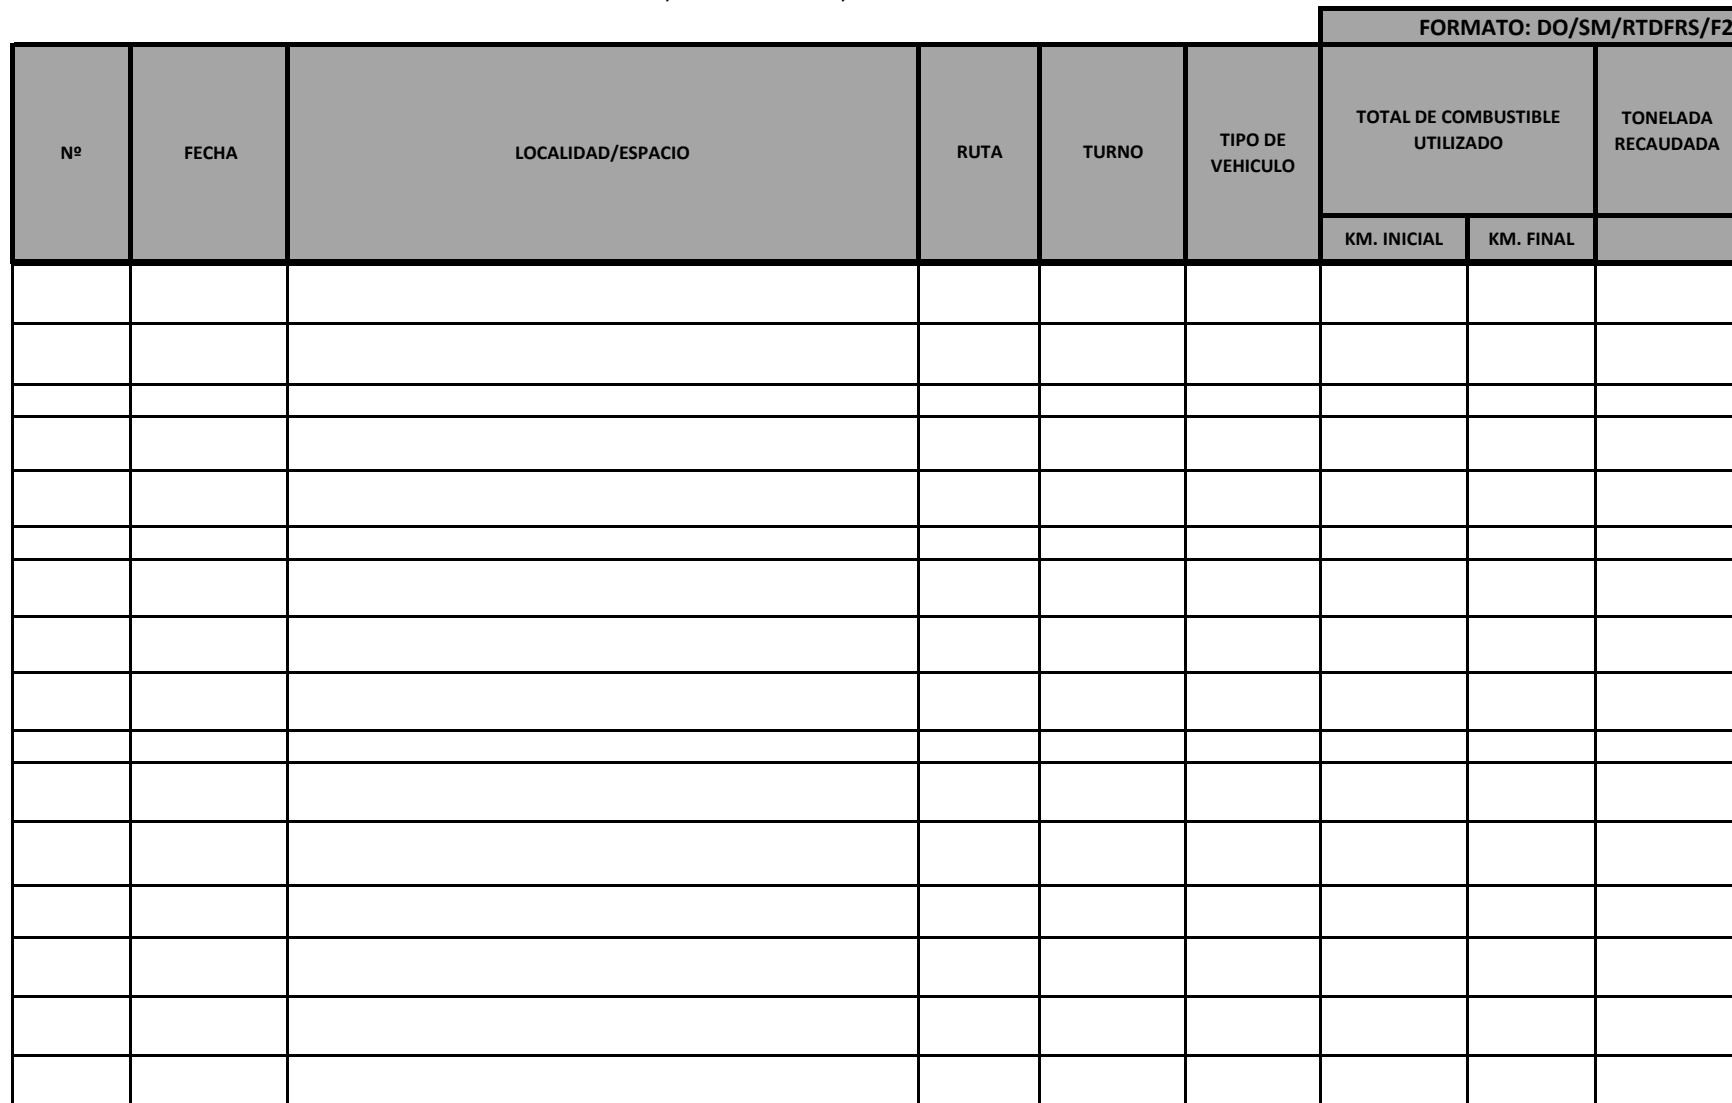 FORMATO: DO/SM/RTDFRS/F2
Nº
FECHA
LOCALIDAD/ESPACIO
RUTA
TURNO
TIPO DE
VEHICULO
TOTAL DE COMBUSTIBLE
UTILIZADO
TONELADA
RECAUDADA
KM. INICIAL
KM. FINAL